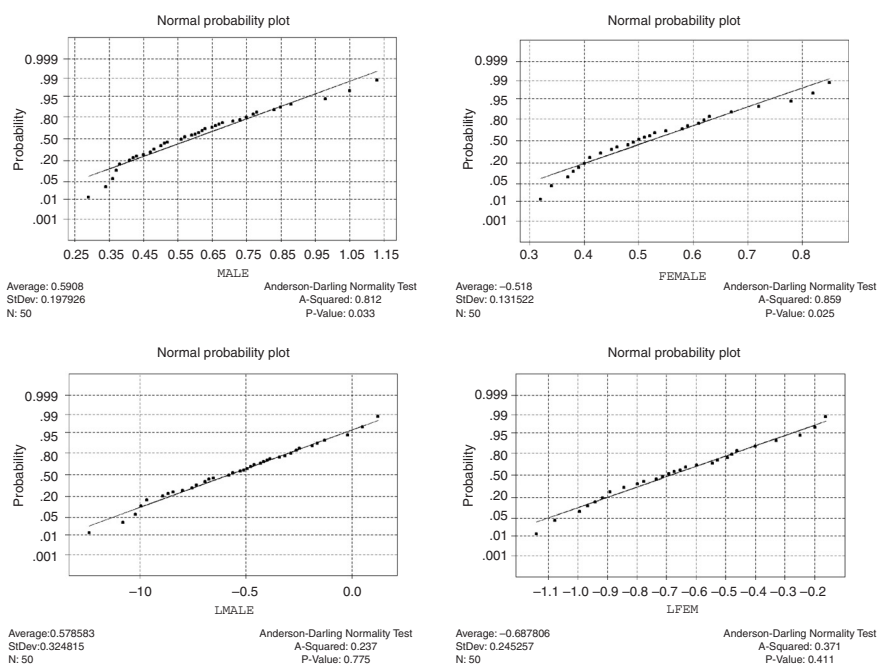 Normal probability plot
Probability
0.999
.99
.95
.80
.50
.20
.05
.01
.001
0.25 0.35 0.45 0.55 0.65 0.75 0.85 0.95 1.05 1.15
MALE
Average: 0.5908
StDev: 0.197926
N: 50
Anderson-Darling Normality Test
A-Squared: 0.812
P-Value: 0.033
Normal probability plot
Probability
0.999
.99
.95
.80
.50
.20
.05
.01
.001
0.3 0.4 0.5 0.6 0.7 0.8
FEMALE
Average: –0.518
StDev: 0.131522
N: 50
Anderson-Darling Normality Test
A-Squared: 0.859
P-Value: 0.025
Normal probability plot
Probability
0.999
.99
.95
.80
.50
.20
.05
.01
.001
–10 –0.5 0.0
LMALE
Average:0.578583
StDev:0.324815
N: 50
Anderson-Darling Normality Test
A-Squared: 0.237
P-Value: 0.775
Normal probability plot
Probability
0.999
.99
.95
.80
.50
.20
.05
.01
.001
–1.1 –1.0 –0.9 –0.8 –0.7 –0.6 –0.5 –0.4 –0.3 –0.2
LFEM
Average: –0.687806
StDev: 0.245257
N: 50
Anderson-Darling Normality Test
A-Squared: 0.371
P-Value: 0.411